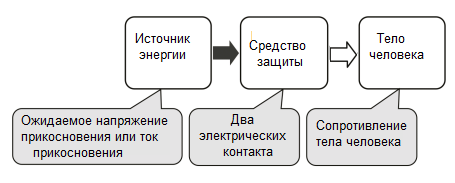 Источник
энергии
Средство
защиты
Тело
человека
Ожидаемое напряжение
прикосновения или ток
прикосновения
Два
электрических
контакта
Сопротивление
тела человека